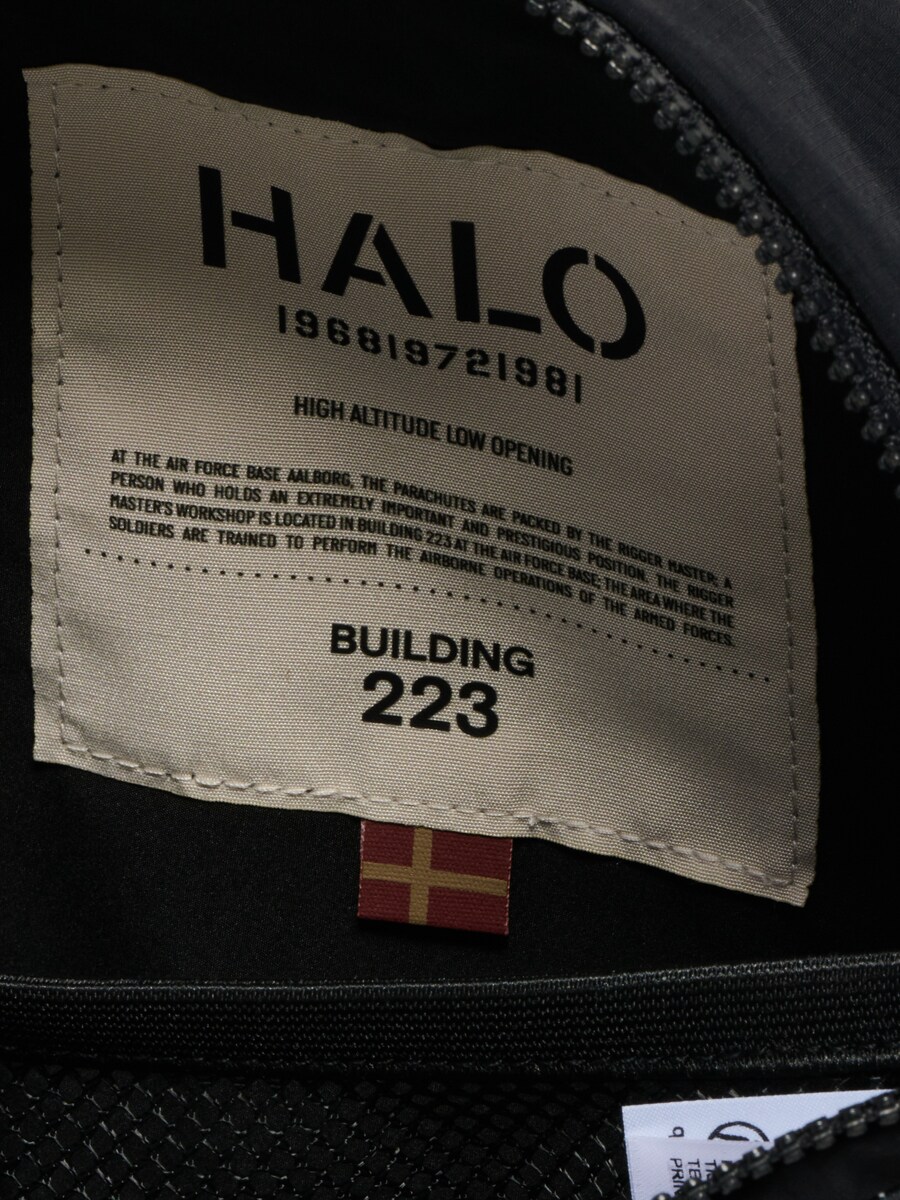 HALO
196819721981
HIGH ALTITUDE LOW OPENING
AT THE AIR FORCE BASE AALBORG, THE PARACHUTES ARE PACKED BY THE RIGGER MASTER; A
PERSON WHO HOLDS AN EXTREMELY IMPORTANT AND PRESTIGIOUS POSITION. THE RIGGER
MASTER'S WORKSHOP IS LOCATED IN BUILDING 223 AT THE AIR FORCE BASE; THE AREA WHERE THE
SOLDIERS ARE TRAINED TO PERFORM THE AIRBORNE OPERATIONS OF THE ARMED FORCES.
BUILDING
223